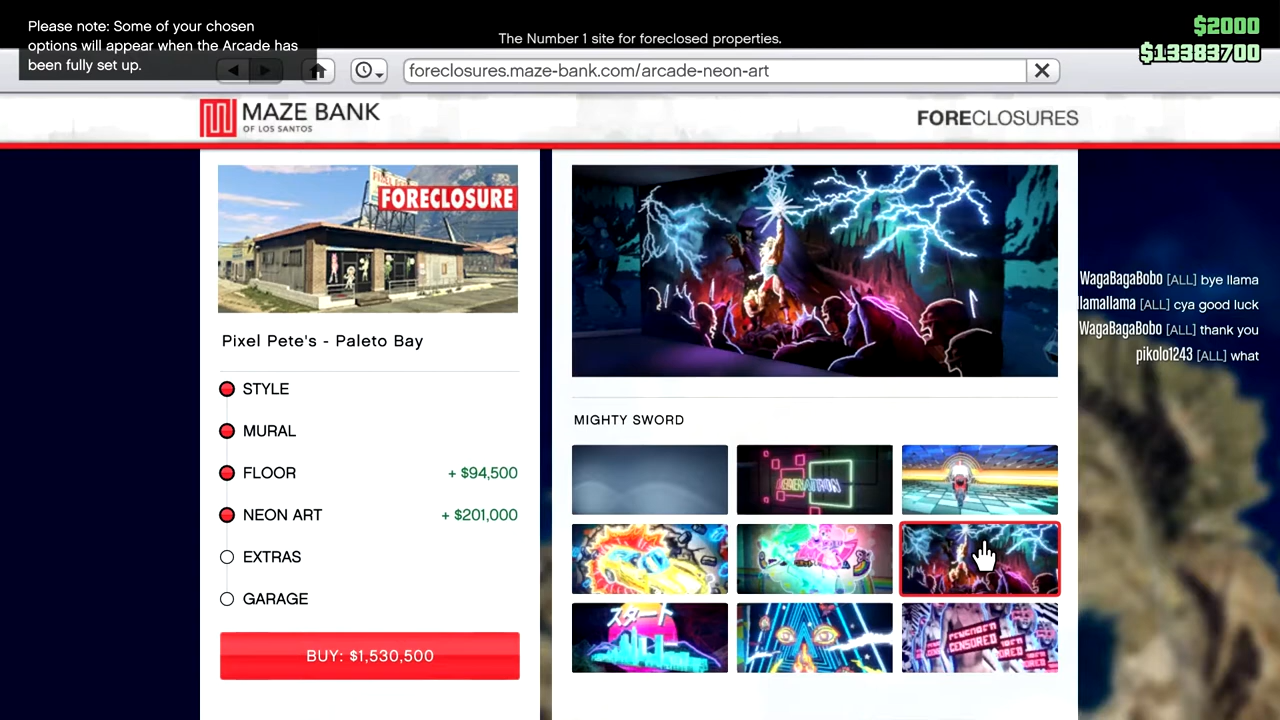 Please note: Some of your chosen
options will appear when the Arcade has
been fully set up.
The Number 1 site for foreclosed properties.
$2000
$13383700
foreclosures.maze-bank.com/arcade-neon-art
MAZE BANK
OF LOS SANTOS
FORECLOSURES
FORECLOSURE
Pixel Pete's - Paleto Bay
STYLE
MURAL
FLOOR + $94,500
NEON ART + $201,000
EXTRAS
GARAGE
BUY: $1,530,500
MIGHTY SWORD
スタート
CENSORED
WagaBagaBobo [ALL] bye llama
llamallama [ALL] cya good luck
WagaBagaBobo [ALL] thank you
pikolo1243 [ALL] what